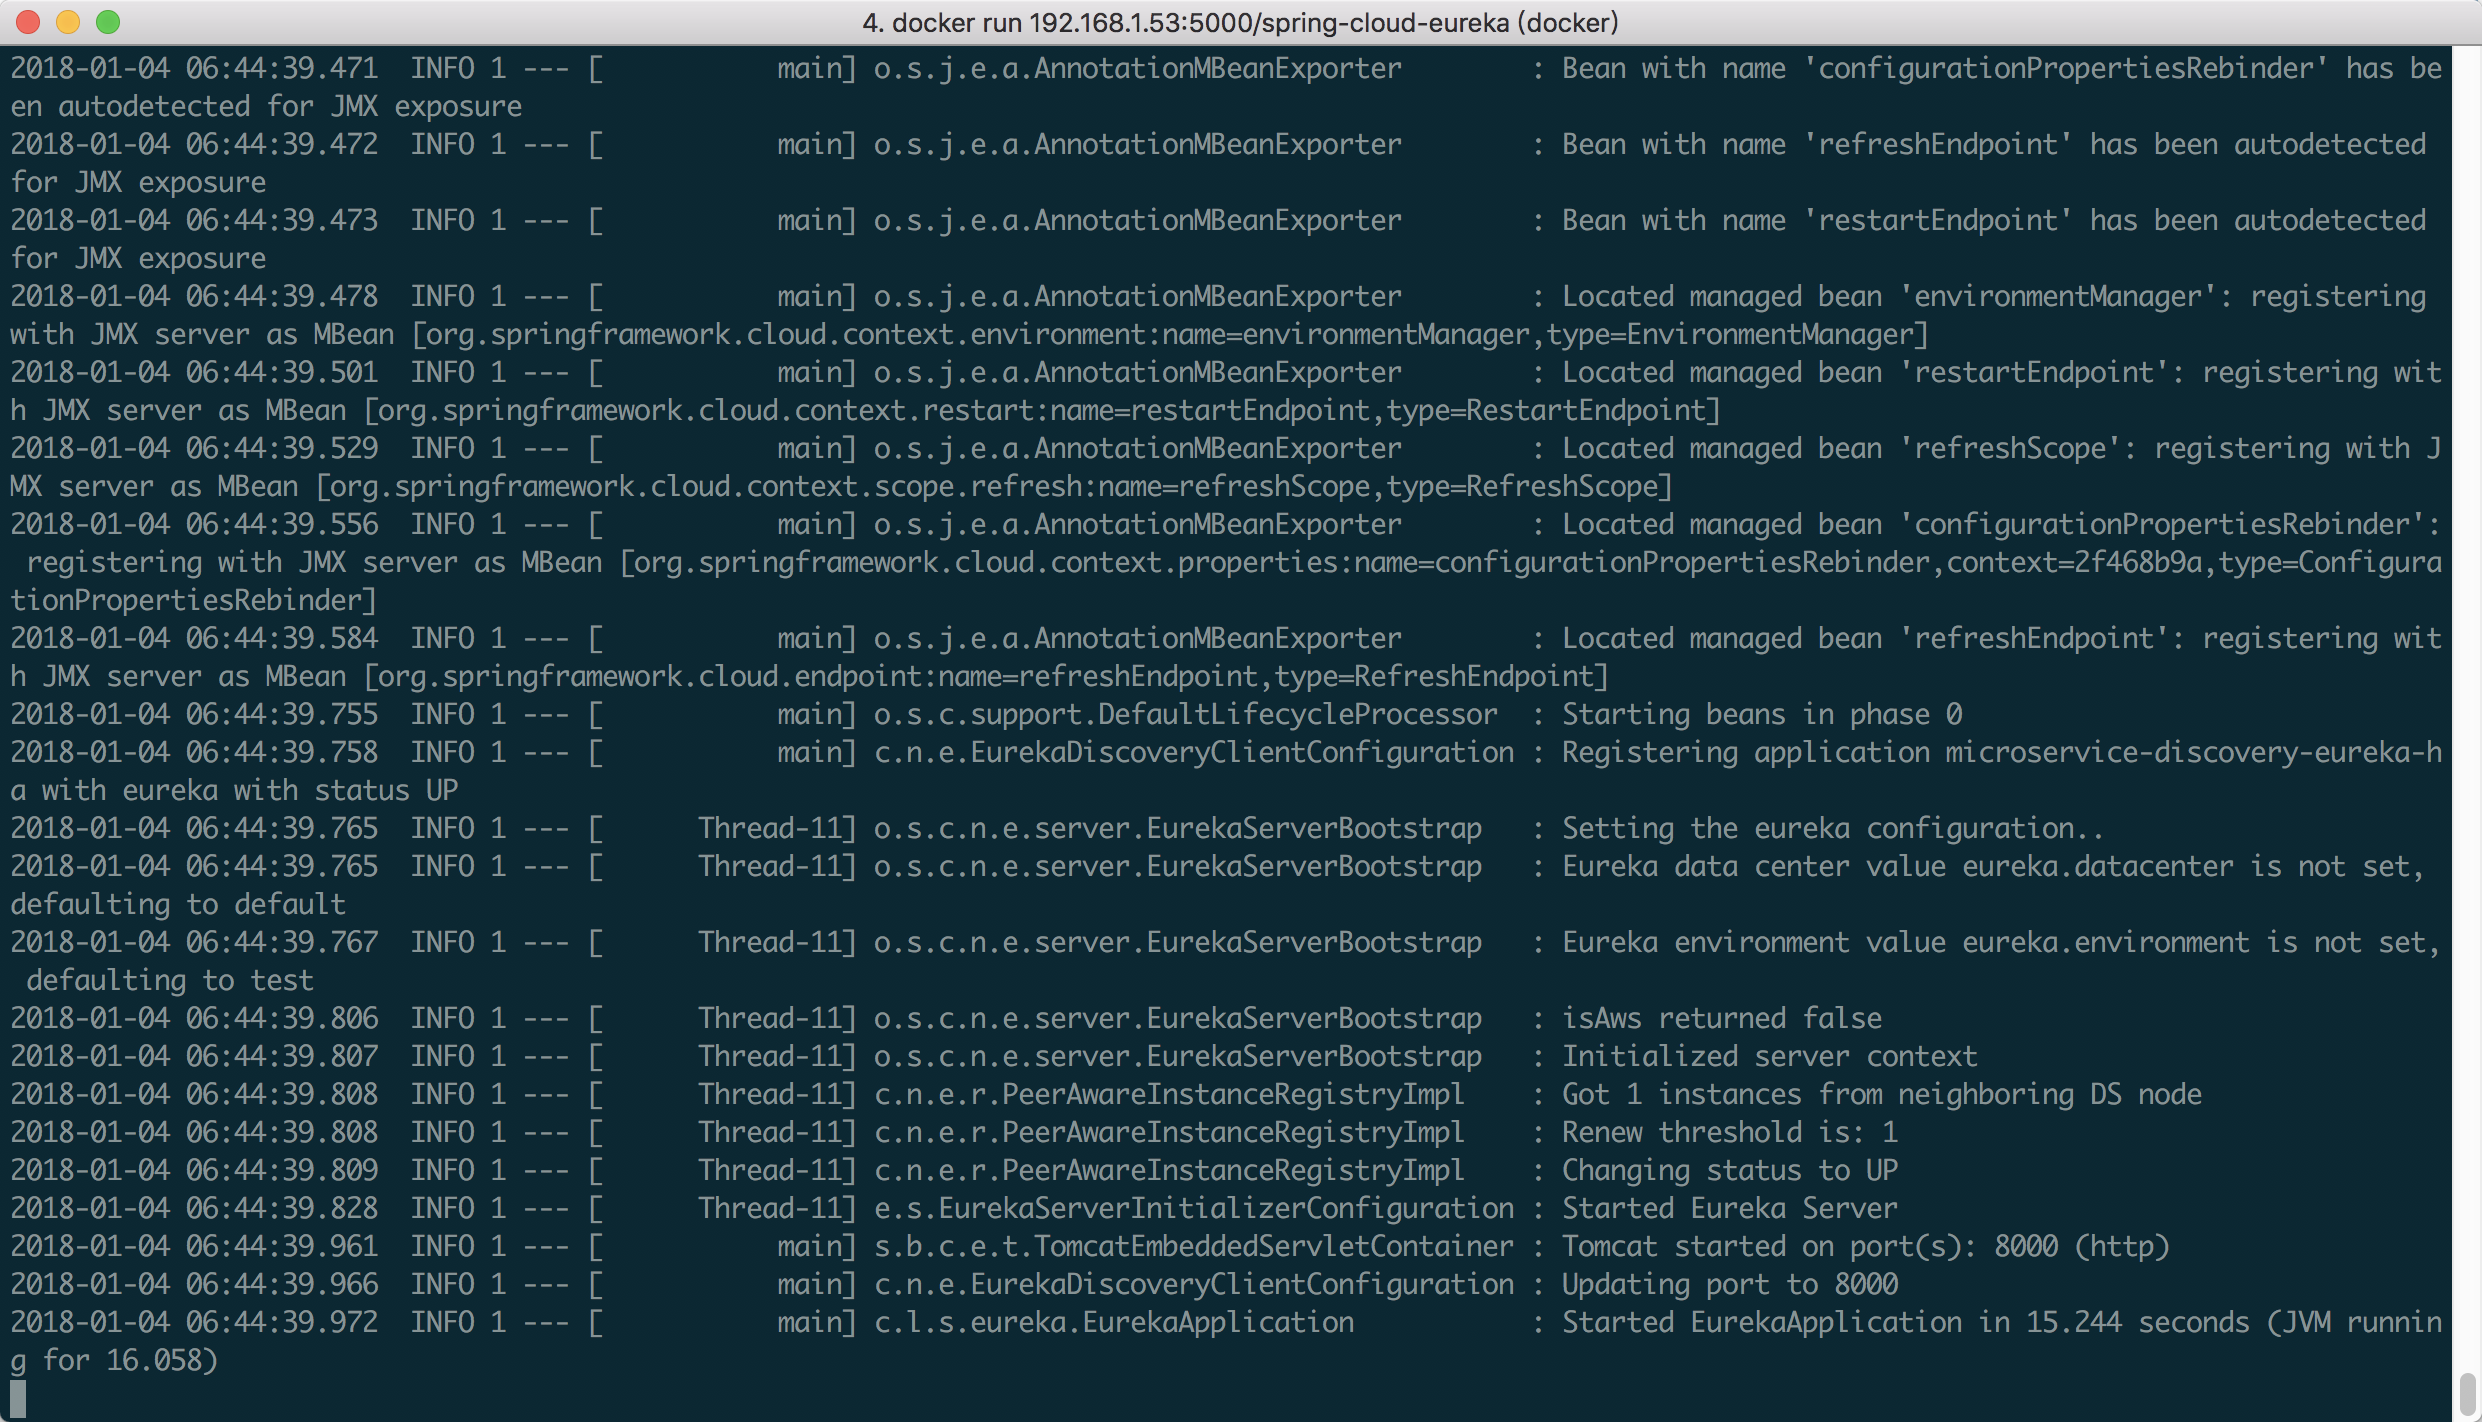 4. docker run 192.168.1.53:5000/spring-cloud-eureka (docker)
2018-01-04 06:44:39.471  INFO 1 --- [           main] o.s.j.e.a.AnnotationMBeanExporter        : Bean with name 'configurationPropertiesRebinder' has be
en autodetected for JMX exposure
2018-01-04 06:44:39.472  INFO 1 --- [           main] o.s.j.e.a.AnnotationMBeanExporter        : Bean with name 'refreshEndpoint' has been autodetected
for JMX exposure
2018-01-04 06:44:39.473  INFO 1 --- [           main] o.s.j.e.a.AnnotationMBeanExporter        : Bean with name 'restartEndpoint' has been autodetected
for JMX exposure
2018-01-04 06:44:39.478  INFO 1 --- [           main] o.s.j.e.a.AnnotationMBeanExporter        : Located managed bean 'environmentManager': registering
with JMX server as MBean [org.springframework.cloud.context.environment:name=environmentManager,type=EnvironmentManager]
2018-01-04 06:44:39.501  INFO 1 --- [           main] o.s.j.e.a.AnnotationMBeanExporter        : Located managed bean 'restartEndpoint': registering wit
h JMX server as MBean [org.springframework.cloud.context.restart:name=restartEndpoint,type=RestartEndpoint]
2018-01-04 06:44:39.529  INFO 1 --- [           main] o.s.j.e.a.AnnotationMBeanExporter        : Located managed bean 'refreshScope': registering with J
MX server as MBean [org.springframework.cloud.context.scope.refresh:name=refreshScope,type=RefreshScope]
2018-01-04 06:44:39.556  INFO 1 --- [           main] o.s.j.e.a.AnnotationMBeanExporter        : Located managed bean 'configurationPropertiesRebinder':
 registering with JMX server as MBean [org.springframework.cloud.context.properties:name=configurationPropertiesRebinder,context=2f468b9a,type=Configura
tionPropertiesRebinder]
2018-01-04 06:44:39.584  INFO 1 --- [           main] o.s.j.e.a.AnnotationMBeanExporter        : Located managed bean 'refreshEndpoint': registering wit
h JMX server as MBean [org.springframework.cloud.endpoint:name=refreshEndpoint,type=RefreshEndpoint]
2018-01-04 06:44:39.755  INFO 1 --- [           main] o.s.c.support.DefaultLifecycleProcessor  : Starting beans in phase 0
2018-01-04 06:44:39.758  INFO 1 --- [           main] c.n.e.EurekaDiscoveryClientConfiguration : Registering application microservice-discovery-eureka-h
a with eureka with status UP
2018-01-04 06:44:39.765  INFO 1 --- [      Thread-11] o.s.c.n.e.server.EurekaServerBootstrap   : Setting the eureka configuration..
2018-01-04 06:44:39.765  INFO 1 --- [      Thread-11] o.s.c.n.e.server.EurekaServerBootstrap   : Eureka data center value eureka.datacenter is not set,
defaulting to default
2018-01-04 06:44:39.767  INFO 1 --- [      Thread-11] o.s.c.n.e.server.EurekaServerBootstrap   : Eureka environment value eureka.environment is not set,
 defaulting to test
2018-01-04 06:44:39.806  INFO 1 --- [      Thread-11] o.s.c.n.e.server.EurekaServerBootstrap   : isAws returned false
2018-01-04 06:44:39.807  INFO 1 --- [      Thread-11] o.s.c.n.e.server.EurekaServerBootstrap   : Initialized server context
2018-01-04 06:44:39.808  INFO 1 --- [      Thread-11] c.n.e.r.PeerAwareInstanceRegistryImpl    : Got 1 instances from neighboring DS node
2018-01-04 06:44:39.808  INFO 1 --- [      Thread-11] c.n.e.r.PeerAwareInstanceRegistryImpl    : Renew threshold is: 1
2018-01-04 06:44:39.809  INFO 1 --- [      Thread-11] c.n.e.r.PeerAwareInstanceRegistryImpl    : Changing status to UP
2018-01-04 06:44:39.828  INFO 1 --- [      Thread-11] e.s.EurekaServerInitializerConfiguration : Started Eureka Server
2018-01-04 06:44:39.961  INFO 1 --- [           main] s.b.c.e.t.TomcatEmbeddedServletContainer : Tomcat started on port(s): 8000 (http)
2018-01-04 06:44:39.966  INFO 1 --- [           main] c.n.e.EurekaDiscoveryClientConfiguration : Updating port to 8000
2018-01-04 06:44:39.972  INFO 1 --- [           main] c.l.s.eureka.EurekaApplication           : Started EurekaApplication in 15.244 seconds (JVM runnin
g for 16.058)